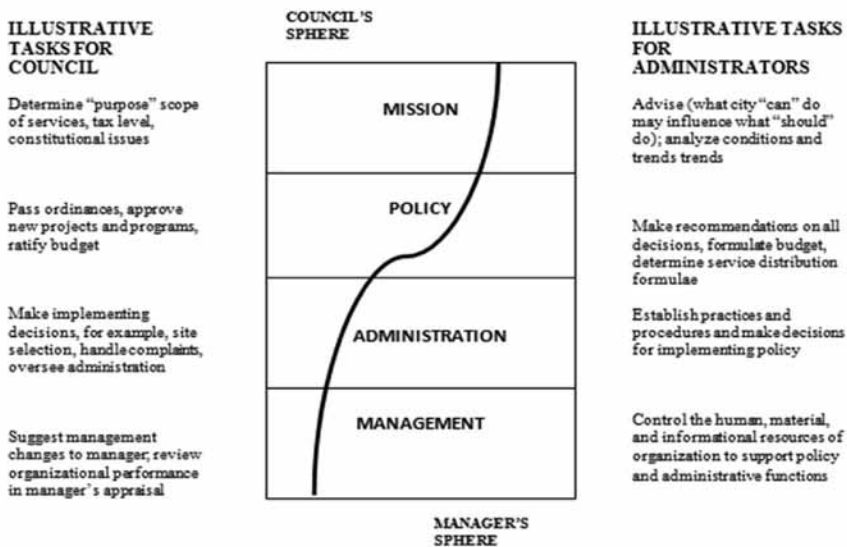 COUNCIL'S
SPHERE
ILLUSTRATIVE
TASKS FOR
COUNCIL
Determine "purpose" scope
of services, tax level,
constitutional issues
Pass ordinances, approve
new projects and programs,
ratify budget
Make implementing
decisions, for example, site
selection, handle complaints,
oversee administration
Suggest management
changes to manager; review
organizational performance
in manager's appraisal
MISSION
POLICY
ADMINISTRATION
MANAGEMENT
MANAGER'S
SPHERE
ILLUSTRATIVE TASKS
FOR
ADMINISTRATORS
Advise (what city "can" do
may influence what "should"
do); analyze conditions and
trends trends
Make recommendations on all
decisions, formulate budget,
determine service distribution
formulae
Establish practices and
procedures and make decisions
for implementing policy
Control the human, material,
and informational resources of
organization to support policy
and administrative functions